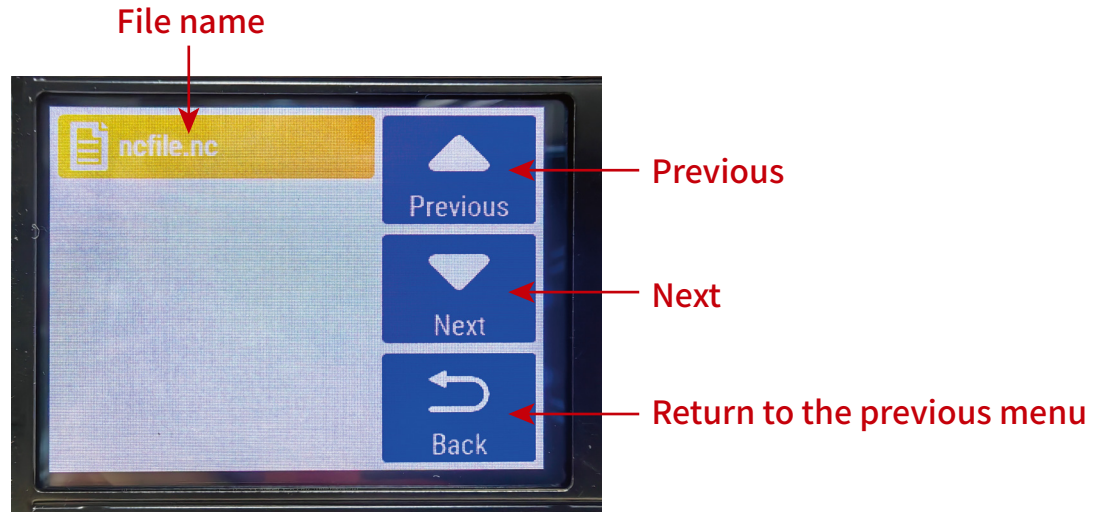 File name
ncfile.nc
Previous
Previous
Next
Next
Back
Return to the previous menu